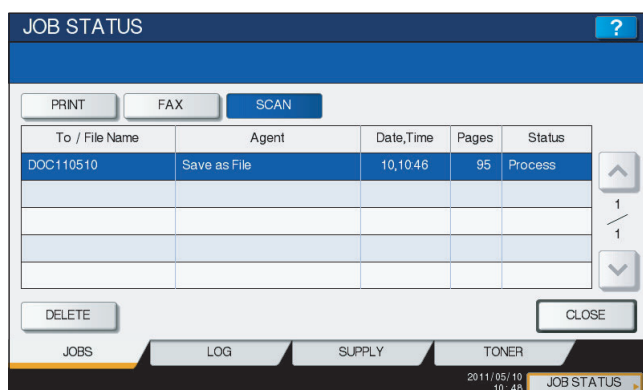 JOB STATUS ?
PRINT FAX SCAN
To / File Name Agent Date,Time Pages Status
DOC110510 Save as File 10,10:46 95 Process
1
1
DELETE CLOSE
JOBS LOG SUPPLY TONER
2011/05/10
10:48 JOB STATUS